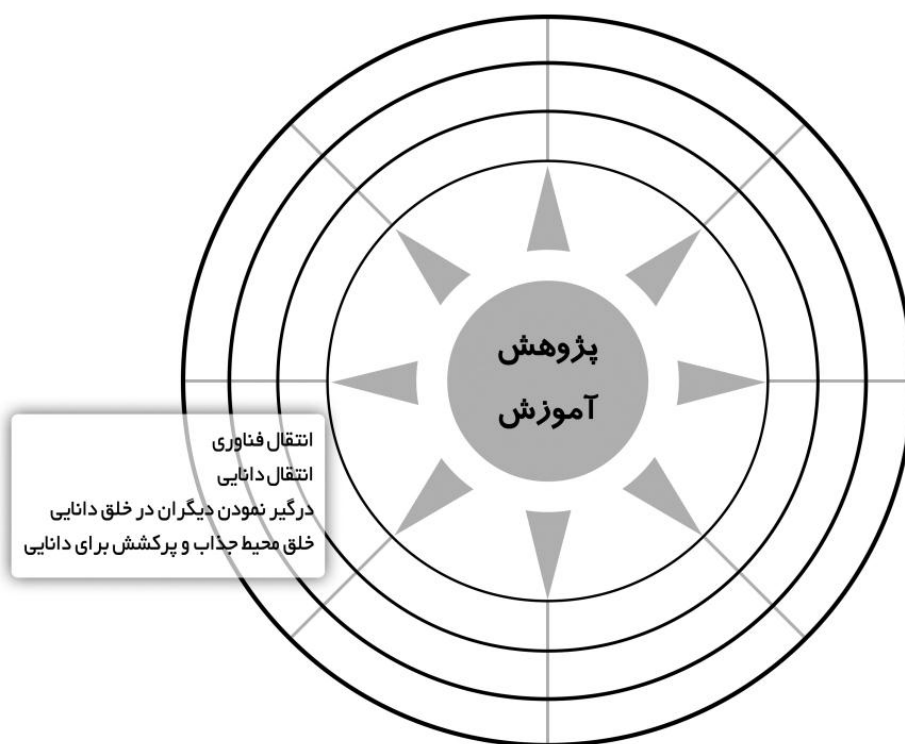 پژوهش
آموزش
انتقال فناوری
انتقال دانایی
درگیر نمودن دیگران در خلق دانایی
خلق محیط جذاب و پرکشش برای دانایی